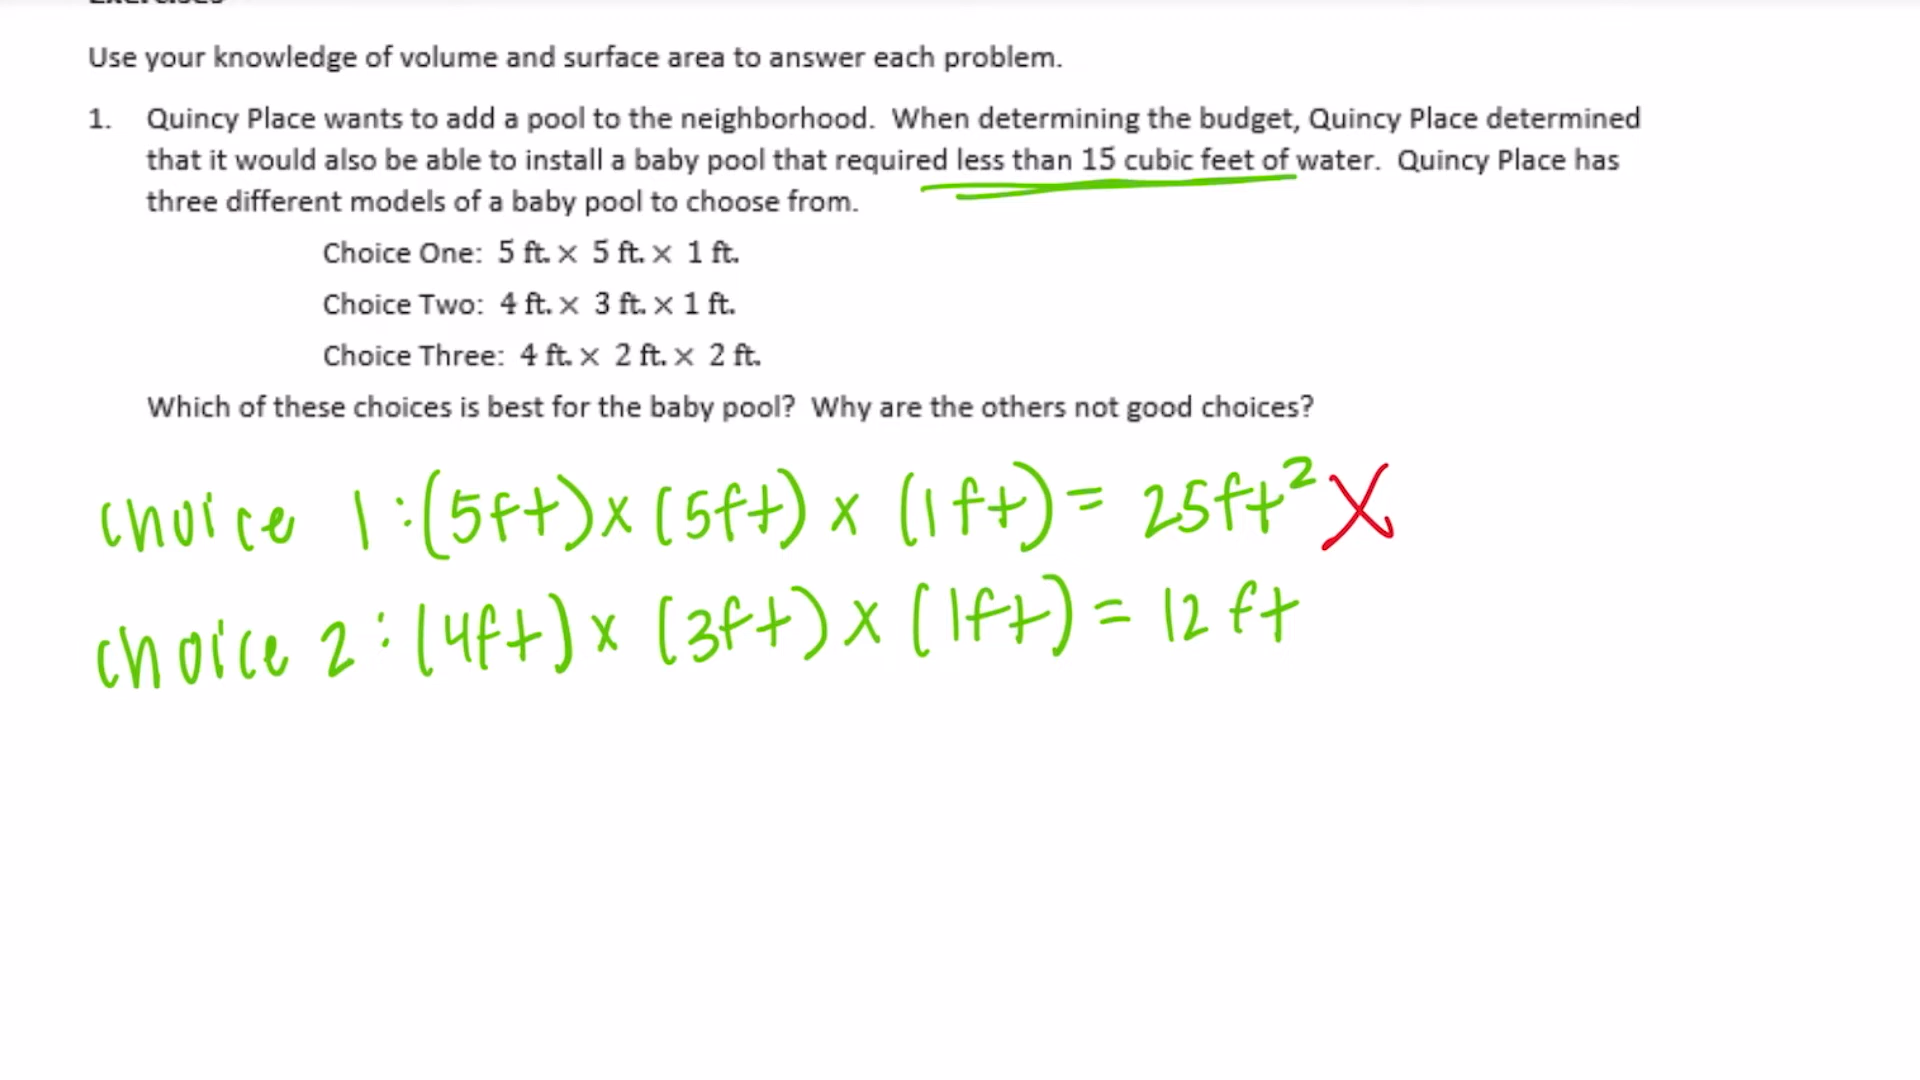 Exercises
Use your knowledge of volume and surface area to answer each problem.
1. Quincy Place wants to add a pool to the neighborhood. When determining the budget, Quincy Place determined
that it would also be able to install a baby pool that required less than 15 cubic feet of water. Quincy Place has
three different models of a baby pool to choose from.
Choice One: 5 ft. × 5 ft. × 1 ft.
Choice Two: 4 ft. × 3 ft. × 1 ft.
Choice Three: 4 ft. × 2 ft. × 2 ft.
Which of these choices is best for the baby pool? Why are the others not good choices?
choice 1:(5ft)x(5ft) x (1ft)= 25ft² X
choice 2:(4ft)x (3ft)x (1ft)= 12 ft